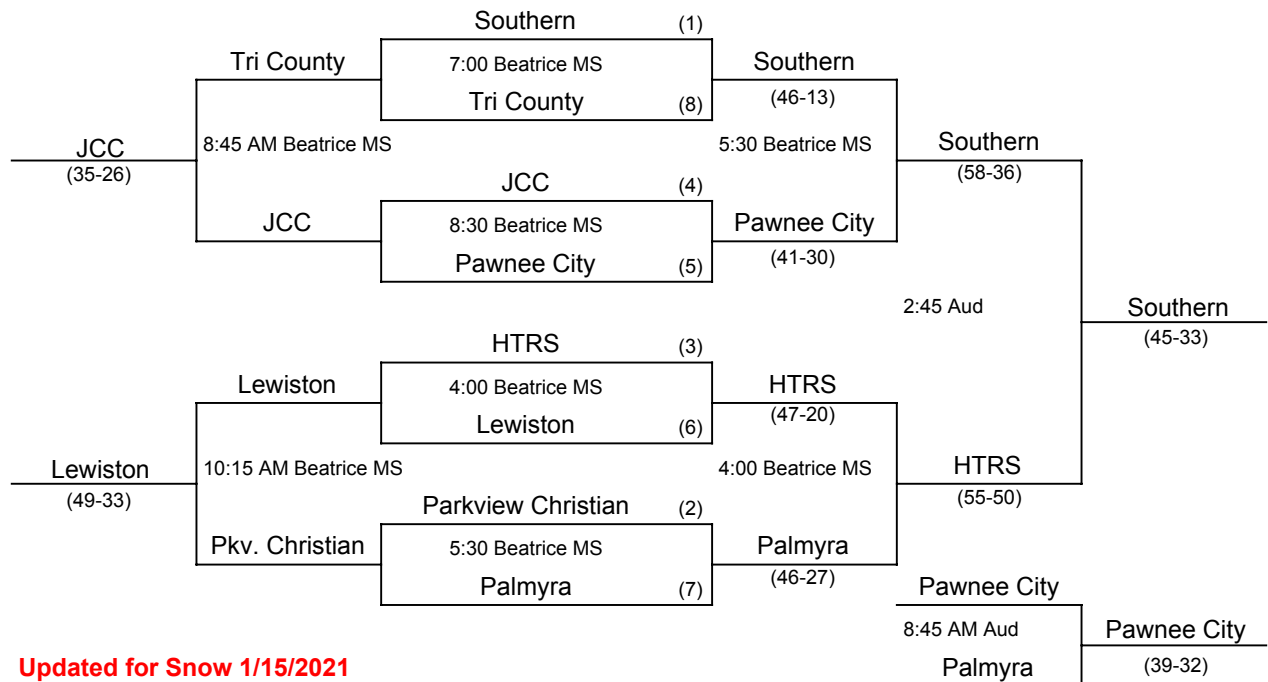 Southern (1)
Tri County 7:00 Beatrice MS Southern
Tri County (8) (46-13)
JCC 8:45 AM Beatrice MS 5:30 Beatrice MS Southern
(35-26) (58-36)
JCC (4)
JCC 8:30 Beatrice MS Pawnee City
Pawnee City (5) (41-30)
2:45 Aud Southern
(45-33)
HTRS (3)
Lewiston 4:00 Beatrice MS HTRS
Lewiston (6) (47-20)
Lewiston 10:15 AM Beatrice MS 4:00 Beatrice MS HTRS
(49-33) (55-50)
Parkview Christian (2)
Pkv. Christian 5:30 Beatrice MS Palmyra
Palmyra (7) (46-27)
Pawnee City
8:45 AM Aud Pawnee City
Updated for Snow 1/15/2021 Palmyra (39-32)